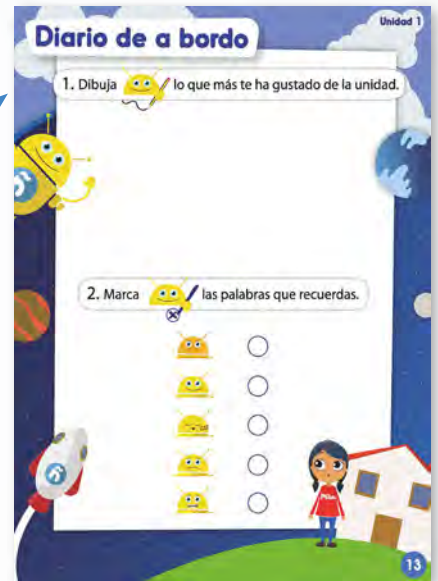 Unidad 1
Diario de a bordo
1. Dibuja lo que más te ha gustado de la unidad.
2. Marca las palabras que recuerdas.
Pilar
13